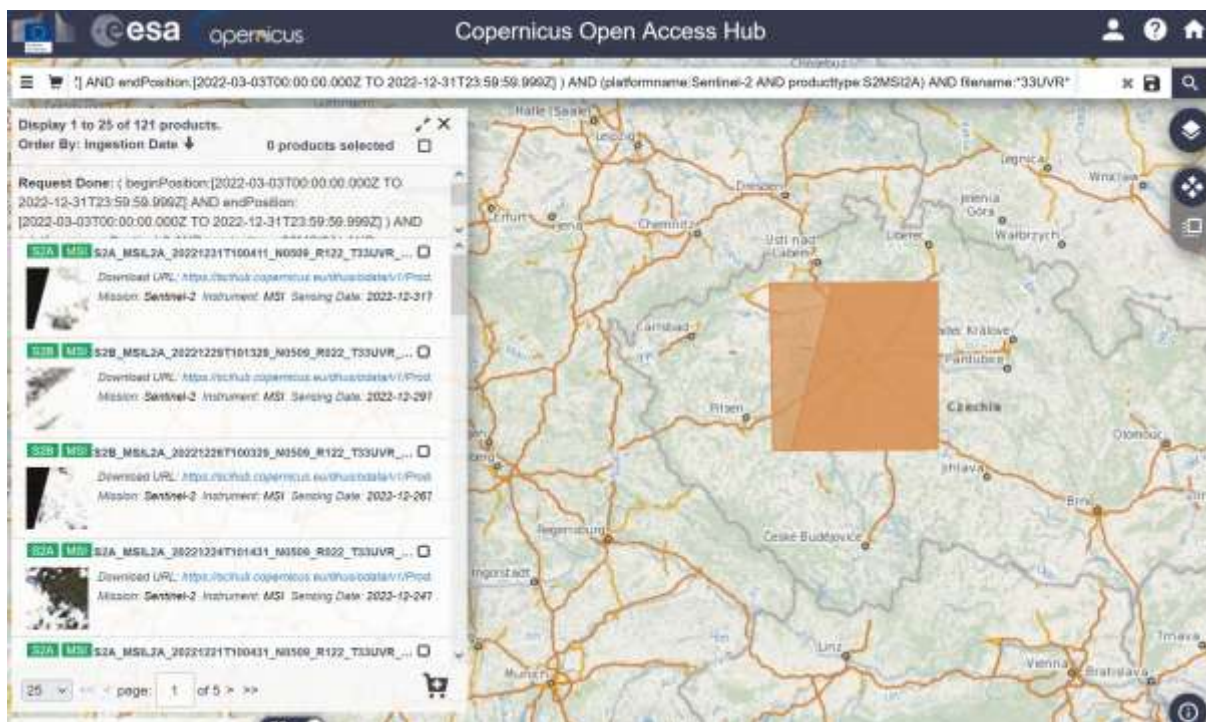 esa
opernicus
Copernicus Open Access Hub
'] AND endPosition:[2022-03-03T00:00:00.000Z TO 2022-12-31T23:59:59.999Z] ) AND (platformname:Sentinel-2 AND producttype:S2MSI2A) AND filename:*33UVR*
Display 1 to 25 of 121 products.
Order By: Ingestion Date
0 products selected
Request Done: ( beginPosition:[2022-03-03T00:00:00.000Z TO
2022-12-31T23:59:59.999Z] AND endPosition:
[2022-03-03T00:00:00.000Z TO 2022-12-31T23:59:59.999Z] ) AND
S2A MSI S2A_MSIL2A_20221231T100411_N0509_R122_T33UVR_...
Download URL: https://scihub.copernicus.eu/dhus/odata/v1/Prod
Mission: Sentinel-2 Instrument: MSI Sensing Date: 2022-12-31T
S2B MSI S2B_MSIL2A_20221229T101329_N0509_R022_T33UVR_...
Download URL: https://scihub.copernicus.eu/dhus/odata/v1/Prod
Mission: Sentinel-2 Instrument: MSI Sensing Date: 2022-12-29T
S2B MSI S2B_MSIL2A_20221226T100329_N0509_R122_T33UVR_...
Download URL: https://scihub.copernicus.eu/dhus/odata/v1/Prod
Mission: Sentinel-2 Instrument: MSI Sensing Date: 2022-12-26T
S2A MSI S2A_MSIL2A_20221224T101431_N0509_R022_T33UVR_...
Download URL: https://scihub.copernicus.eu/dhus/odata/v1/Prod
Mission: Sentinel-2 Instrument: MSI Sensing Date: 2022-12-24T
S2A MSI S2A_MSIL2A_20221221T100431_N0509_R122_T33UVR_...
25
<< < page: 1 of 5 > >>
Halle (Saale)
Leipzig
Legnica
Wrocław
Dresden
Erfurt
Jena
Chemnitz
Jelenia
Góra
Wałbrzych
Ústí nad
Labem
Liberec
Carlsbad
Hradec Králové
Pardubice
Pilsen
Czechia
Olomouc
Jihlava
Brno
Regensburg
České Budějovice
Ingolstadt
Linz
Trnava
Vienna
Bratislava
Munich